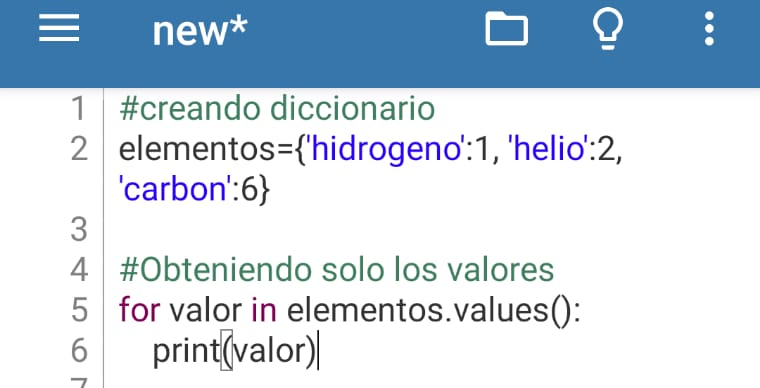 new*
1 #creando diccionario
2 elementos={'hidrogeno':1, 'helio':2,
'carbon':6}
3
4 #Obteniendo solo los valores
5 for valor in elementos.values():
6 print(valor)
7